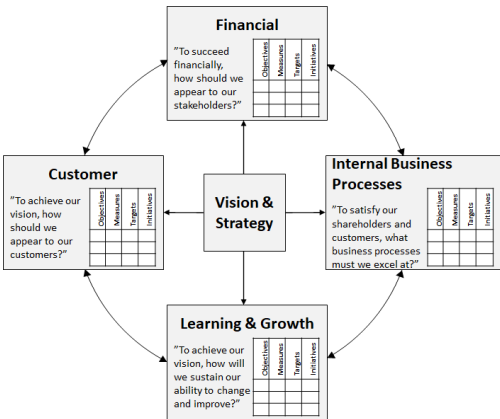 Financial
"To succeed
financially,
how should we
appear to our
stakeholders?"
Objectives
Measures
Targets
Initiatives
Customer
"To achieve our
vision, how
should we
appear to our
customers?"
Objectives
Measures
Targets
Initiatives
Vision &
Strategy
Internal Business
Processes
"To satisfy our
shareholders and
customers, what
business processes
must we excel at?"
Objectives
Measures
Targets
Initiatives
Learning & Growth
"To achieve our
vision, how will
we sustain our
ability to change
and improve?"
Objectives
Measures
Targets
Initiatives